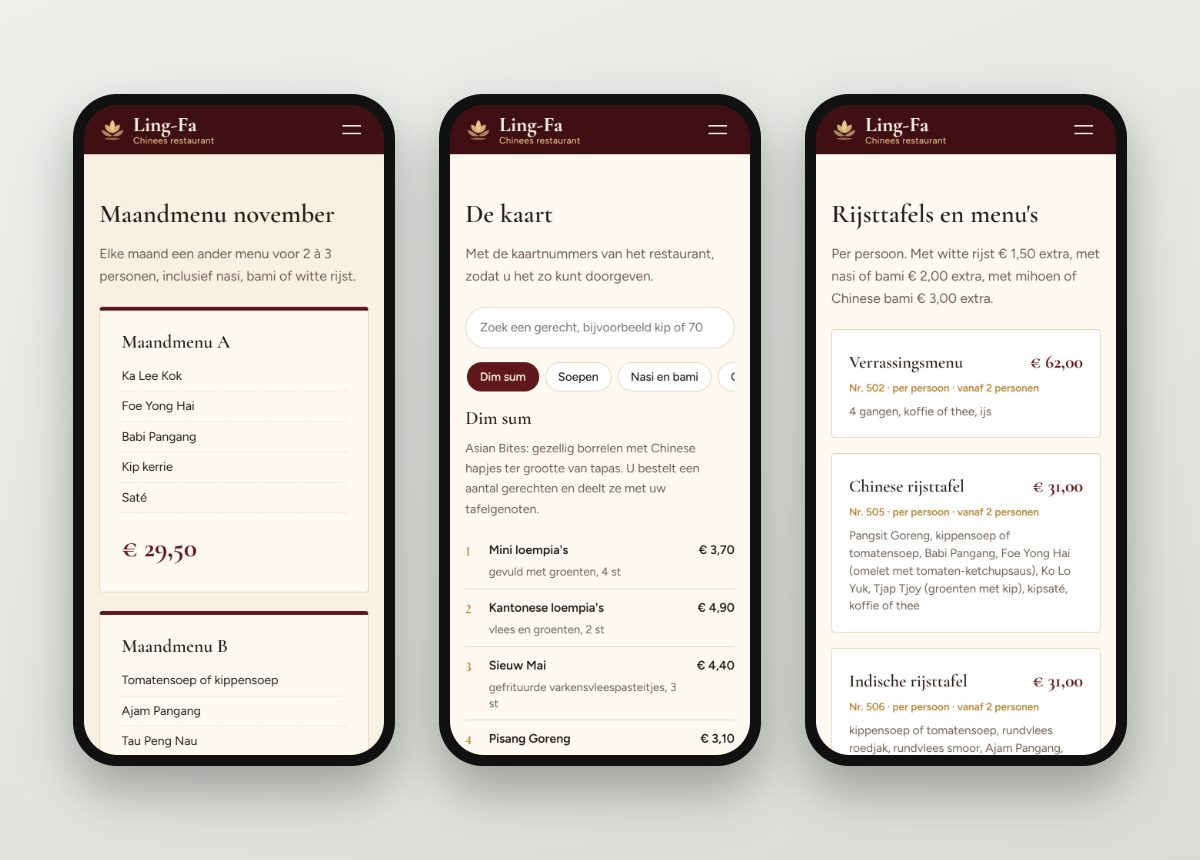 Ling-Fa
Chinees restaurant
Maandmenu november
Elke maand een ander menu voor 2 à 3
personen, inclusief nasi, bami of witte rijst.
Maandmenu A
Ka Lee Kok
Foe Yong Hai
Babi Pangang
Kip kerrie
Saté
€ 29,50
Maandmenu B
Tomatensoep of kippensoep
Ajam Pangang
Tau Peng Nau
Ling-Fa
Chinees restaurant
De kaart
Met de kaartnummers van het restaurant,
zodat u het zo kunt doorgeven.
Zoek een gerecht, bijvoorbeeld kip of 70
Dim sum Soepen Nasi en bami
Dim sum
Asian Bites: gezellig borrelen met Chinese
hapjes ter grootte van tapas. U bestelt een
aantal gerechten en deelt ze met uw
tafelgenoten.
1 Mini loempia's € 3,70
gevuld met groenten, 4 st
2 Kantonese loempia's € 4,90
vlees en groenten, 2 st
3 Sieuw Mai € 4,40
gefrituurde varkensvleespasteitjes, 3
st
4 Pisang Goreng € 3,10
Ling-Fa
Chinees restaurant
Rijsttafels en menu's
Per persoon. Met witte rijst € 1,50 extra, met
nasi of bami € 2,00 extra, met mihoen of
Chinese bami € 3,00 extra.
Verrassingsmenu € 62,00
Nr. 502 · per persoon · vanaf 2 personen
4 gangen, koffie of thee, ijs
Chinese rijsttafel € 31,00
Nr. 505 · per persoon · vanaf 2 personen
Pangsit Goreng, kippensoep of
tomatensoep, Babi Pangang, Foe Yong Hai
(omelet met tomaten-ketchupsaus), Ko Lo
Yuk, Tjap Tjoy (groenten met kip), kipsaté,
koffie of thee
Indische rijsttafel € 31,00
Nr. 506 · per persoon · vanaf 2 personen
kippensoep of tomatensoep, rundvlees
roedjak, rundvlees smoor, Ajam Pangang,